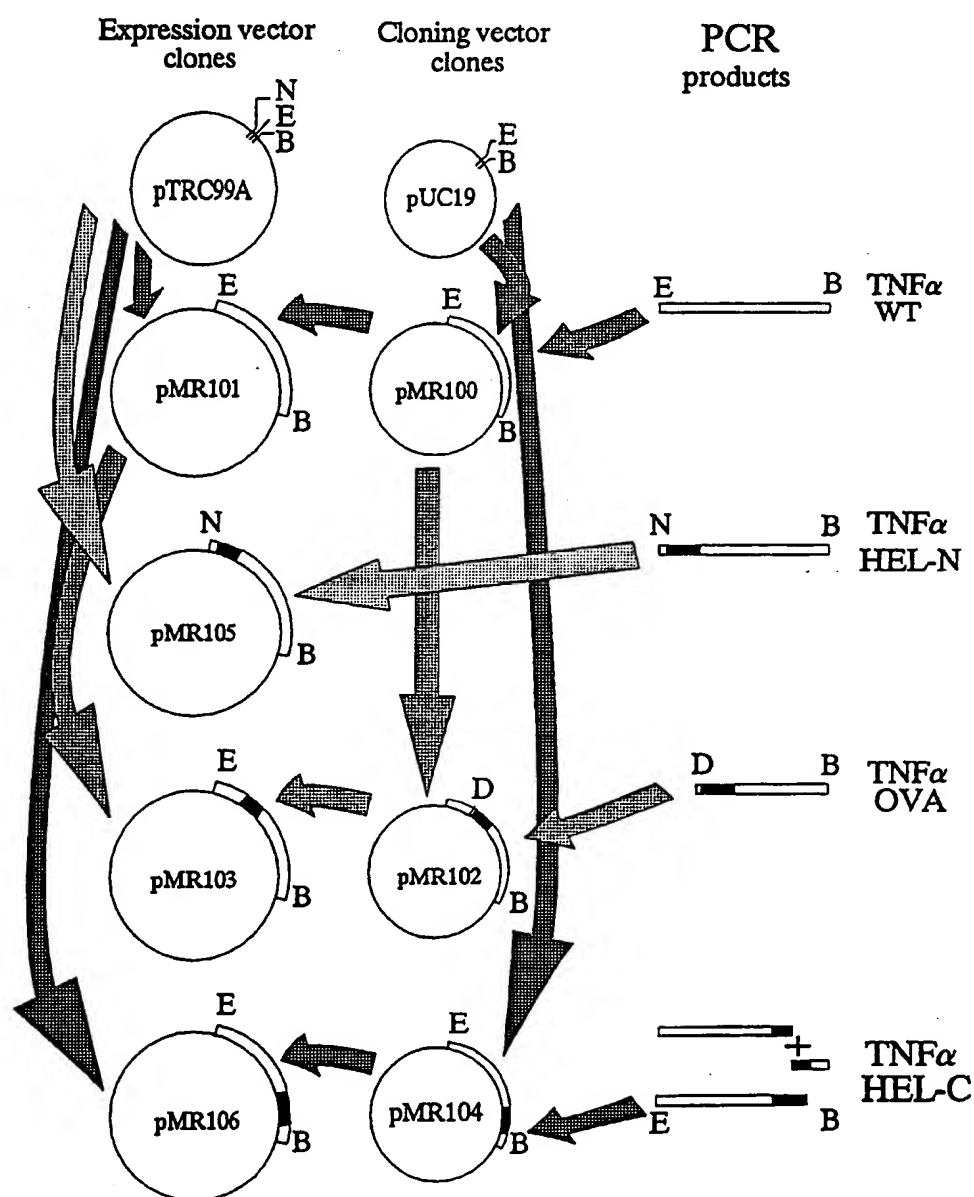 Expression vector
clones
Cloning vector
clones
PCR
products
N
E
B
pTRC99A
E
B
pUC19
E
B
pMR101
E
B
pMR100
E
B
TNFα
WT
N
B
pMR105
N
B
TNFα
HEL-N
E
B
pMR103
D
B
pMR102
D
B
TNFα
OVA
E
B
pMR106
E
B
pMR104
+
E
B
TNFα
HEL-C